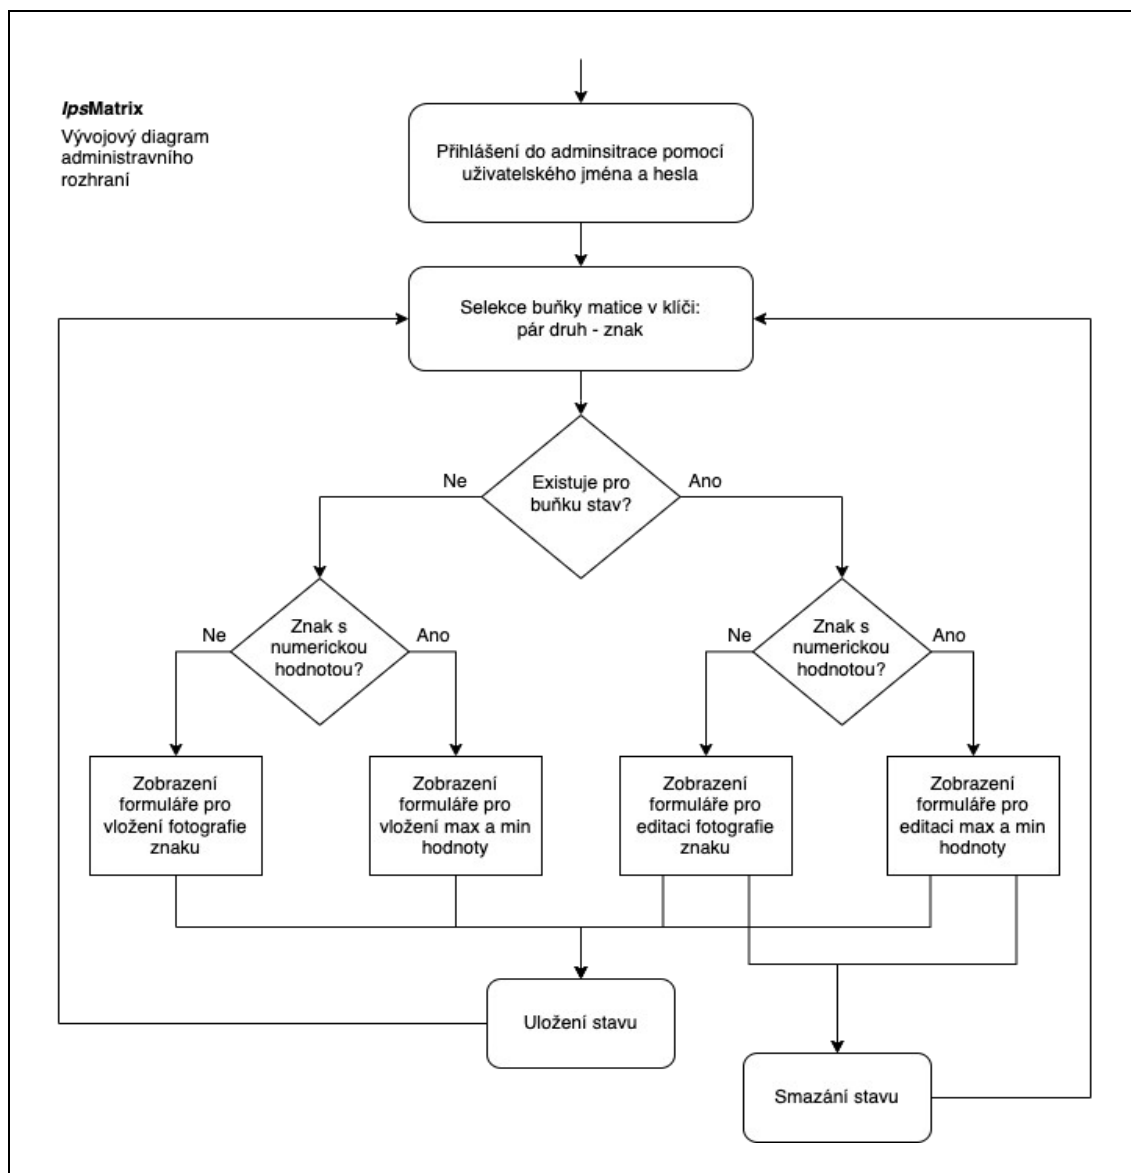 IpsMatrix
Vývojový diagram
administravního
rozhraní
Přihlášení do adminsitrace pomocí
uživatelského jména a hesla
Selekce buňky matice v klíči:
pár druh - znak
Existuje pro
buňku stav?
Ne
Ano
Znak s
numerickou
hodnotou?
Ne
Ano
Znak s
numerickou
hodnotou?
Ne
Ano
Zobrazení
formuláře pro
vložení fotografie
znaku
Zobrazení
formuláře pro
vložení max a min
hodnoty
Zobrazení
formuláře pro
editaci fotografie
znaku
Zobrazení
formuláře pro
editaci max a min
hodnoty
Uložení stavu
Smazání stavu